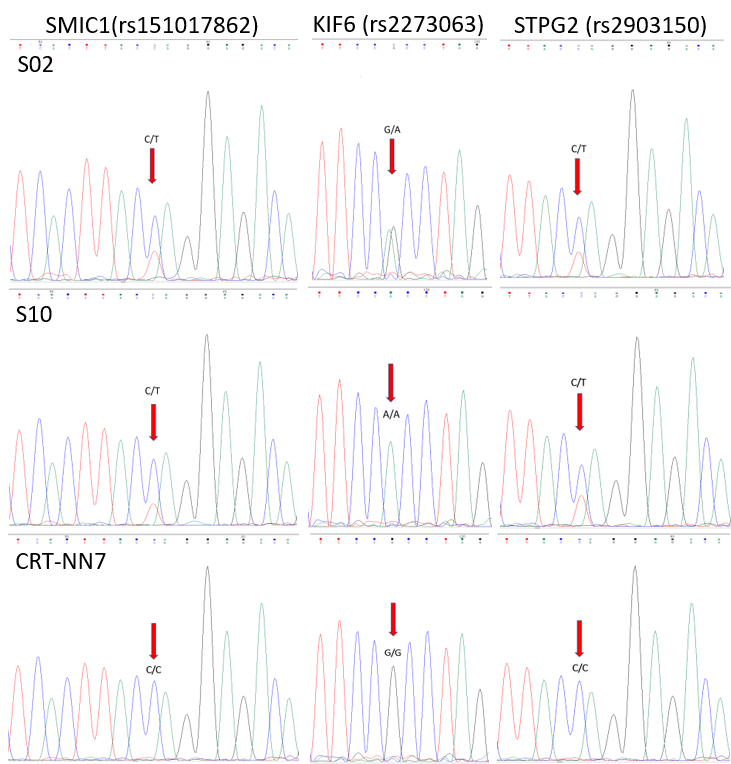 SMIC1(rs151017862) KIF6 (rs2273063) STPG2 (rs2903150)
S02
C/T G/A C/T
S10
C/T A/A C/T
CRT-NN7
C/C G/G C/C